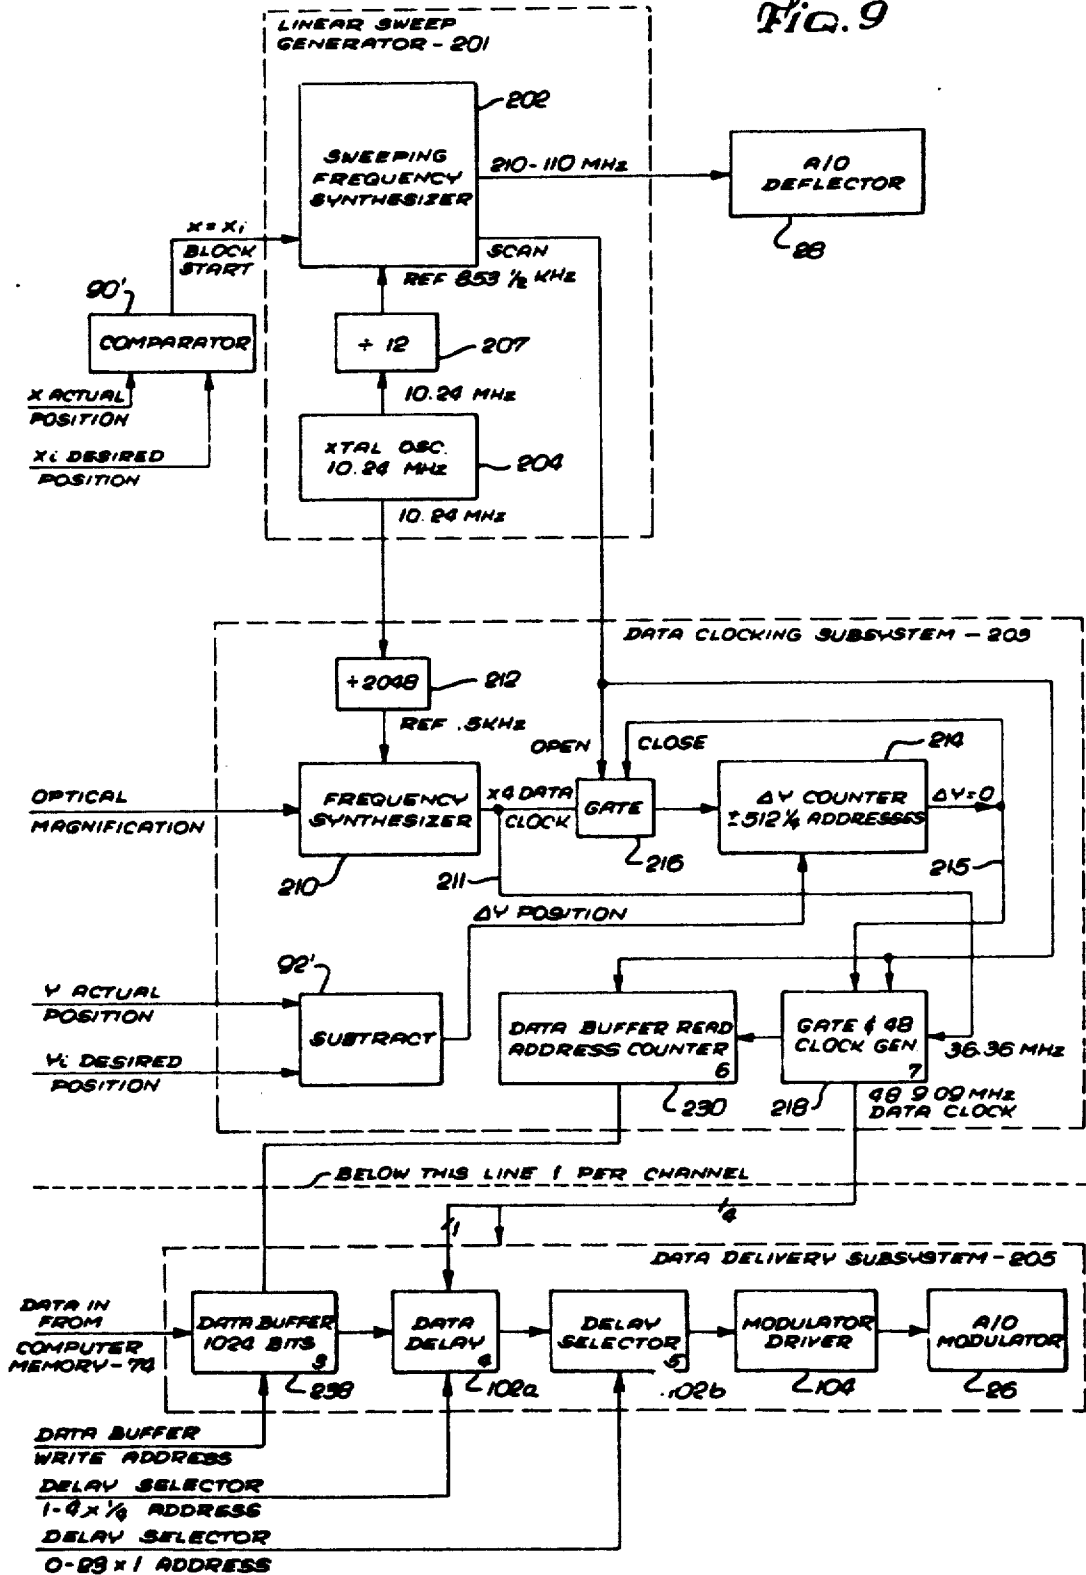 Fig. 9
LINEAR SWEEP
GENERATOR - 201
202
SWEEPING
FREQUENCY
SYNTHESIZER
210-110 MHz
A/O
DEFLECTOR
28
X = Xi
BLOCK
START
SCAN
REF 853 1/2 KHz
90'
COMPARATOR
÷ 12
207
X ACTUAL
POSITION
10.24 MHz
Xi DESIRED
POSITION
XTAL OSC.
10.24 MHz
204
10.24 MHz
DATA CLOCKING SUBSYSTEM - 203
÷2048
212
REF .5KHz
OPEN
CLOSE
214
OPTICAL
MAGNIFICATION
FREQUENCY
SYNTHESIZER
X4 DATA
CLOCK
GATE
ΔY COUNTER
±512 1/4 ADDRESSES
ΔY=0
210
211
216
215
ΔY POSITION
92'
Y ACTUAL
POSITION
SUBTRACT
DATA BUFFER READ
ADDRESS COUNTER
6
GATE & 4Ø
CLOCK GEN.
7
36.36 MHz
Yi DESIRED
POSITION
230
218
4Ø 9.09 MHz
DATA CLOCK
BELOW THIS LINE 1 PER CHANNEL
1
4
DATA DELIVERY SUBSYSTEM - 205
DATA IN
FROM
COMPUTER
MEMORY-74
DATA BUFFER
1024 BITS
3
DATA
DELAY
4
DELAY
SELECTOR
5
MODULATOR
DRIVER
A/O
MODULATOR
238
102a
102b
104
26
DATA BUFFER
WRITE ADDRESS
DELAY SELECTOR
1-4 x 1/4 ADDRESS
DELAY SELECTOR
0-23 x 1 ADDRESS